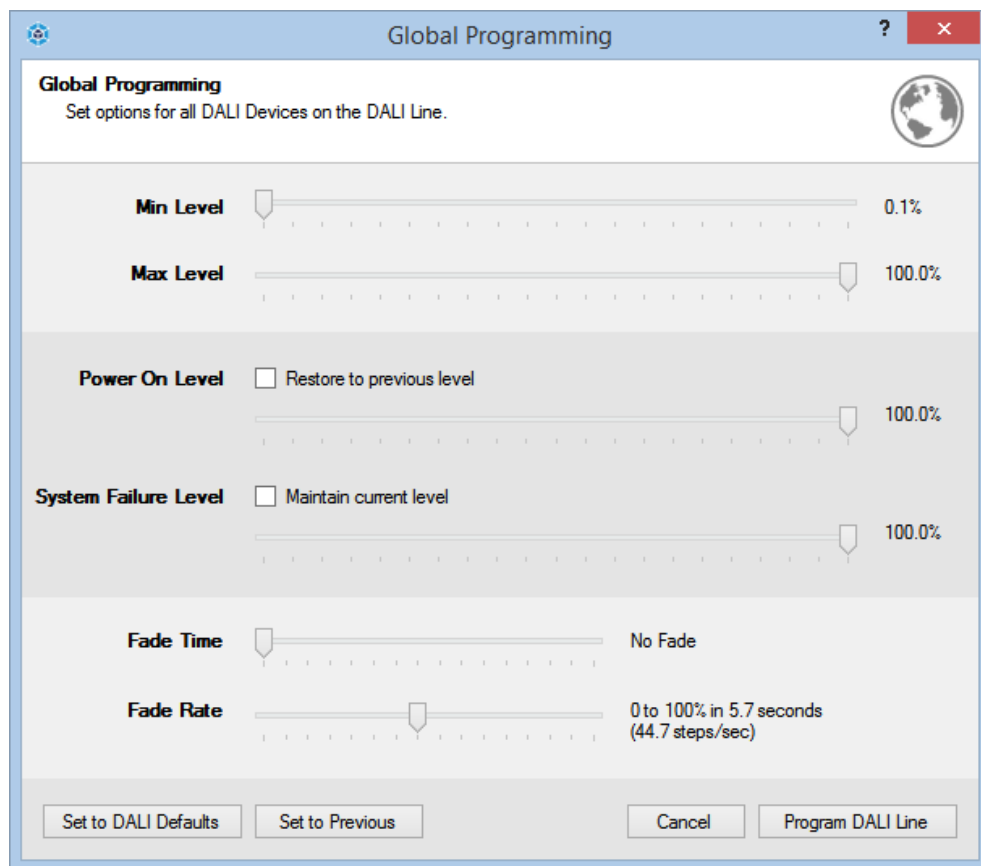 Global Programming
?
Global Programming
Set options for all DALI Devices on the DALI Line.
Min Level
0.1%
Max Level
100.0%
Power On Level
Restore to previous level
100.0%
System Failure Level
Maintain current level
100.0%
Fade Time
No Fade
Fade Rate
0 to 100% in 5.7 seconds
(44.7 steps/sec)
Set to DALI Defaults
Set to Previous
Cancel
Program DALI Line